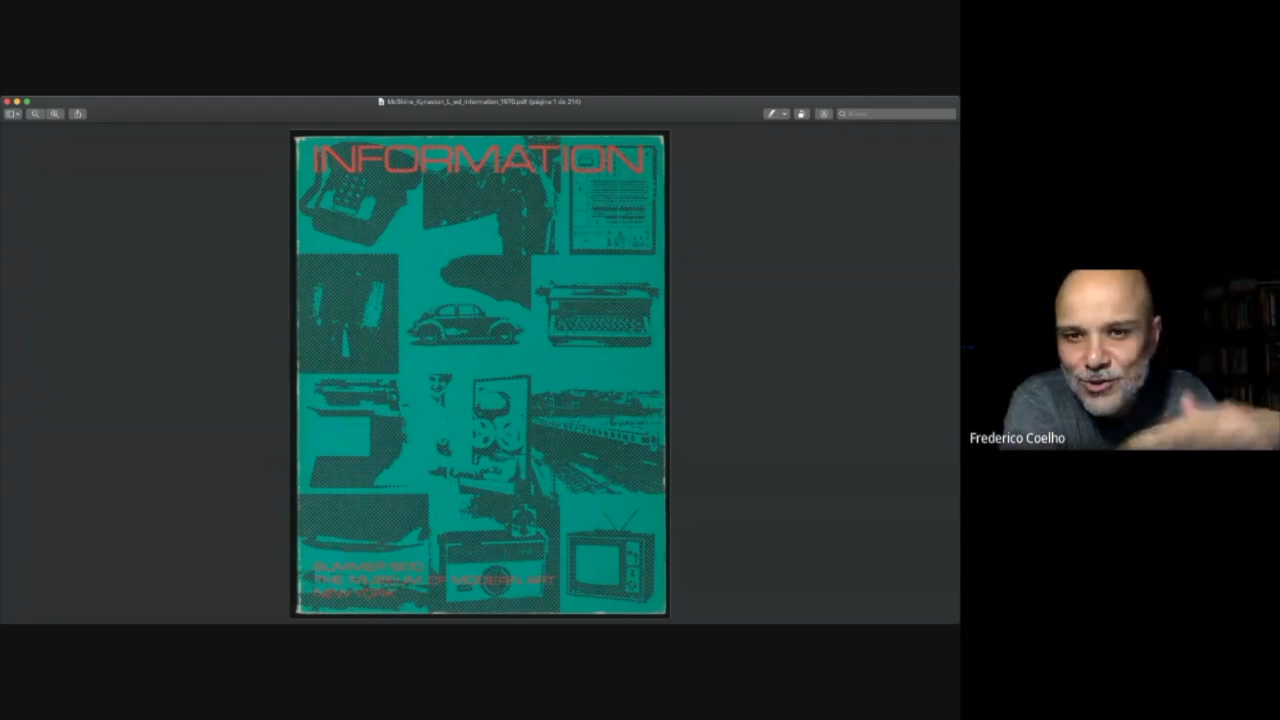 McShine_Kynaston_L_ed_Information_1970.pdf (página 1 de 214)
INFORMATION
SUMMER 1970
THE MUSEUM OF MODERN ART
NEW YORK
Frederico Coelho